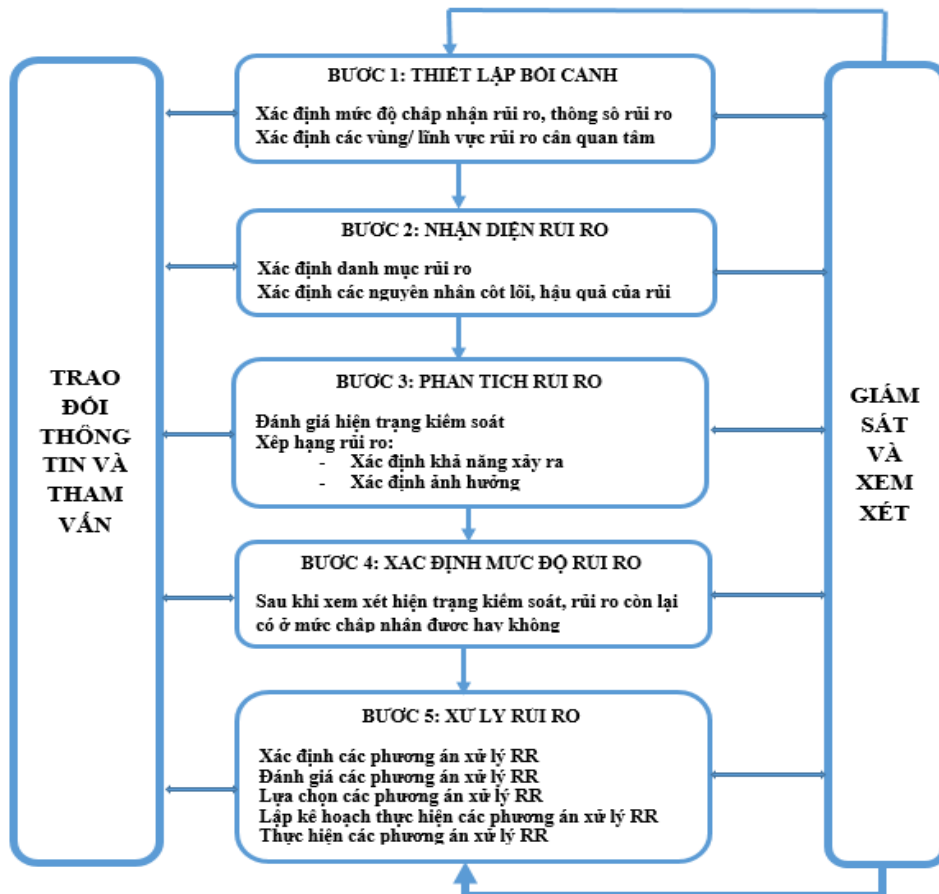 TRAO
ĐỔI
THÔNG
TIN VÀ
THAM
VẤN
BƯỚC 1: THIẾT LẬP BỐI CẢNH
Xác định mức độ chấp nhận rủi ro, thông số rủi ro
Xác định các vùng/ lĩnh vực rủi ro cần quan tâm
BƯỚC 2: NHẬN DIỆN RỦI RO
Xác định danh mục rủi ro
Xác định các nguyên nhân cốt lõi, hậu quả của rủi
BƯỚC 3: PHÂN TÍCH RỦI RO
Đánh giá hiện trạng kiểm soát
Xếp hạng rủi ro:
- Xác định khả năng xảy ra
- Xác định ảnh hưởng
BƯỚC 4: XÁC ĐỊNH MỨC ĐỘ RỦI RO
Sau khi xem xét hiện trạng kiểm soát, rủi ro còn lại
có ở mức chấp nhận được hay không
BƯỚC 5: XỬ LÝ RỦI RO
Xác định các phương án xử lý RR
Đánh giá các phương án xử lý RR
Lựa chọn các phương án xử lý RR
Lập kế hoạch thực hiện các phương án xử lý RR
Thực hiện các phương án xử lý RR
GIÁM
SÁT
VÀ
XEM
XÉT